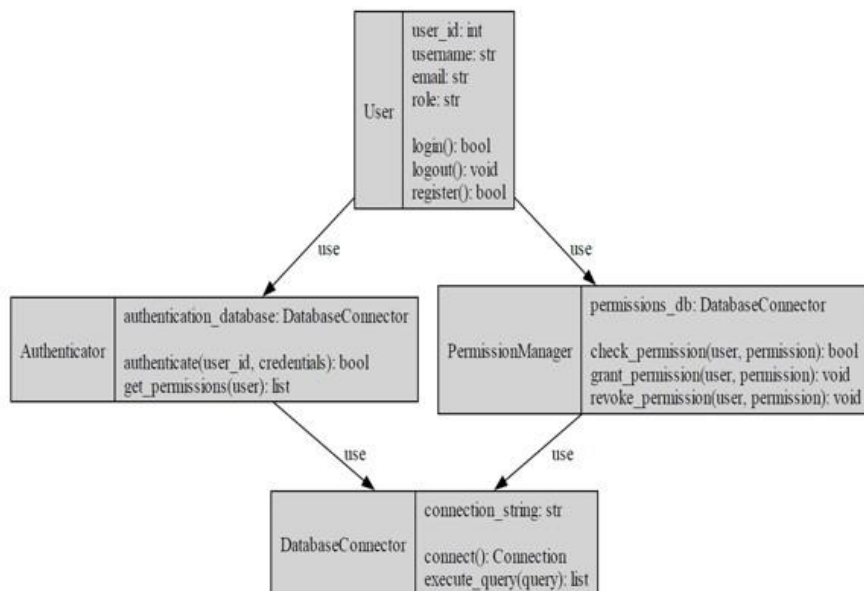 User
user_id: int
username: str
email: str
role: str
login(): bool
logout(): void
register(): bool
use
use
Authenticator
authentication_database: DatabaseConnector
authenticate(user_id, credentials): bool
get_permissions(user): list
PermissionManager
permissions_db: DatabaseConnector
check_permission(user, permission): bool
grant_permission(user, permission): void
revoke_permission(user, permission): void
use
use
DatabaseConnector
connection_string: str
connect(): Connection
execute_query(query): list